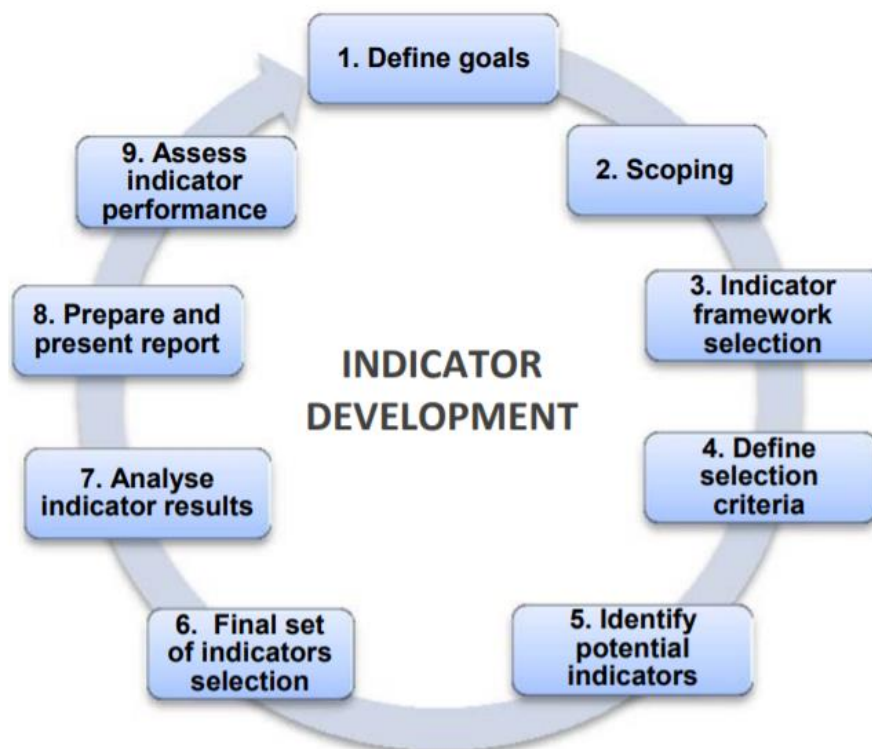 1. Define goals
2. Scoping
3. Indicator
framework
selection
4. Define
selection
criteria
5. Identify
potential
indicators
6. Final set
of indicators
selection
7. Analyse
indicator results
8. Prepare and
present report
9. Assess
indicator
performance
INDICATOR
DEVELOPMENT